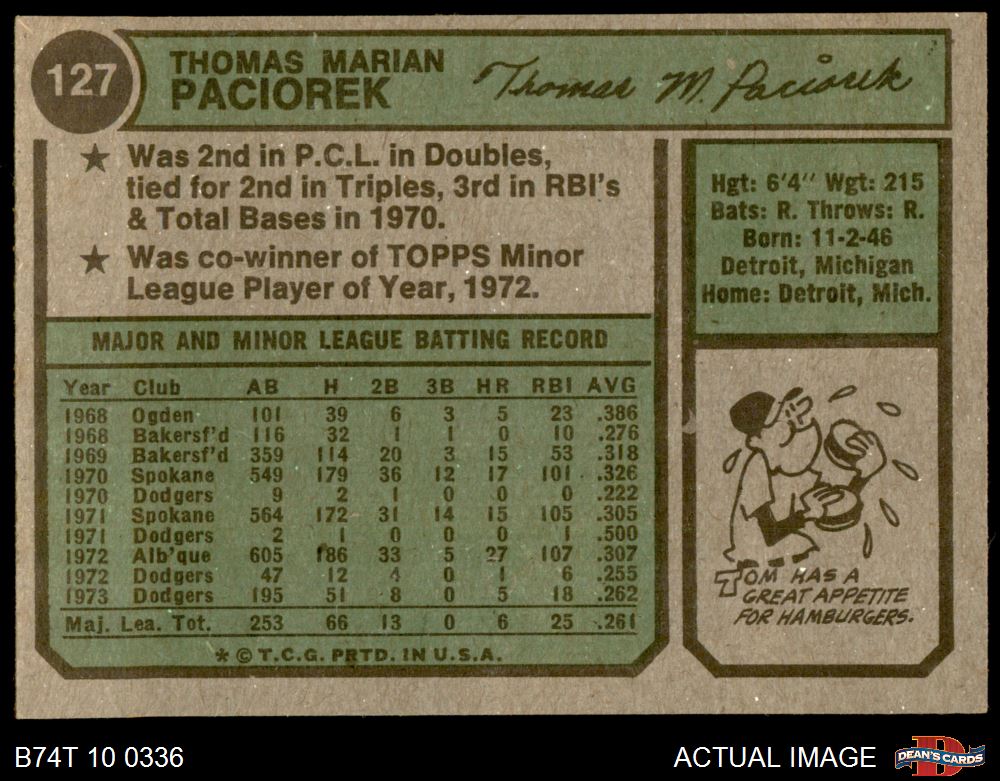 127
THOMAS MARIAN
PACIOREK
Thomas M. Paciorek
★ Was 2nd in P.C.L. in Doubles,
tied for 2nd in Triples, 3rd in RBI's
& Total Bases in 1970.
★ Was co-winner of TOPPS Minor
League Player of Year, 1972.
Hgt: 6'4" Wgt: 215
Bats: R. Throws: R.
Born: 11-2-46
Detroit, Michigan
Home: Detroit, Mich.
MAJOR AND MINOR LEAGUE BATTING RECORD
Year Club AB H 2B 3B HR RBI AVG
1968 Ogden 101 39 6 3 5 23 .386
1968 Bakersf'd 116 32 1 1 0 10 .276
1969 Bakersf'd 359 114 20 3 15 53 .318
1970 Spokane 549 179 36 12 17 101 .326
1970 Dodgers 9 2 1 0 0 0 .222
1971 Spokane 564 172 31 14 15 105 .305
1971 Dodgers 2 1 0 0 0 1 .500
1972 Alb'que 605 186 33 5 27 107 .307
1972 Dodgers 47 12 4 0 1 6 .255
1973 Dodgers 195 51 8 0 5 18 .262
Maj. Lea. Tot. 253 66 13 0 6 25 .261
* © T.C.G. PRTD. IN U.S.A.
TOM HAS A
GREAT APPETITE
FOR HAMBURGERS.
B74T 10 0336
ACTUAL IMAGE
DEAN'S CARDS